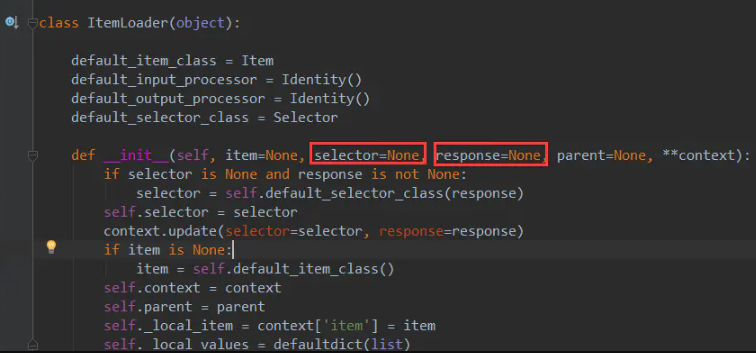 class ItemLoader(object):
default_item_class = Item
default_input_processor = Identity()
default_output_processor = Identity()
default_selector_class = Selector
def __init__(self, item=None, selector=None, response=None, parent=None, **context):
if selector is None and response is not None:
selector = self.default_selector_class(response)
self.selector = selector
context.update(selector=selector, response=response)
if item is None:
item = self.default_item_class()
self.context = context
self.parent = parent
self._local_item = context['item'] = item
self._local_values = defaultdict(list)